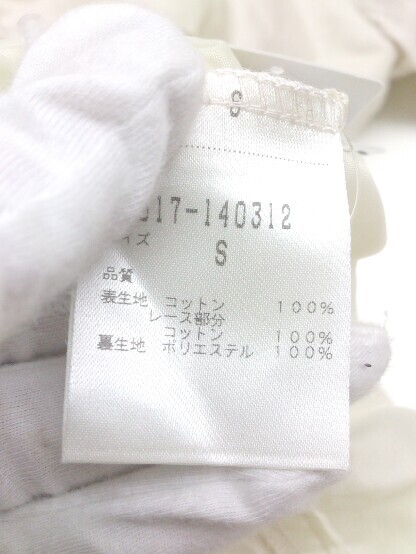 S
17-140312
イズ S
品質
表生地 コットン 100%
レース部分
コットン 100%
裏生地 ポリエステル 100%